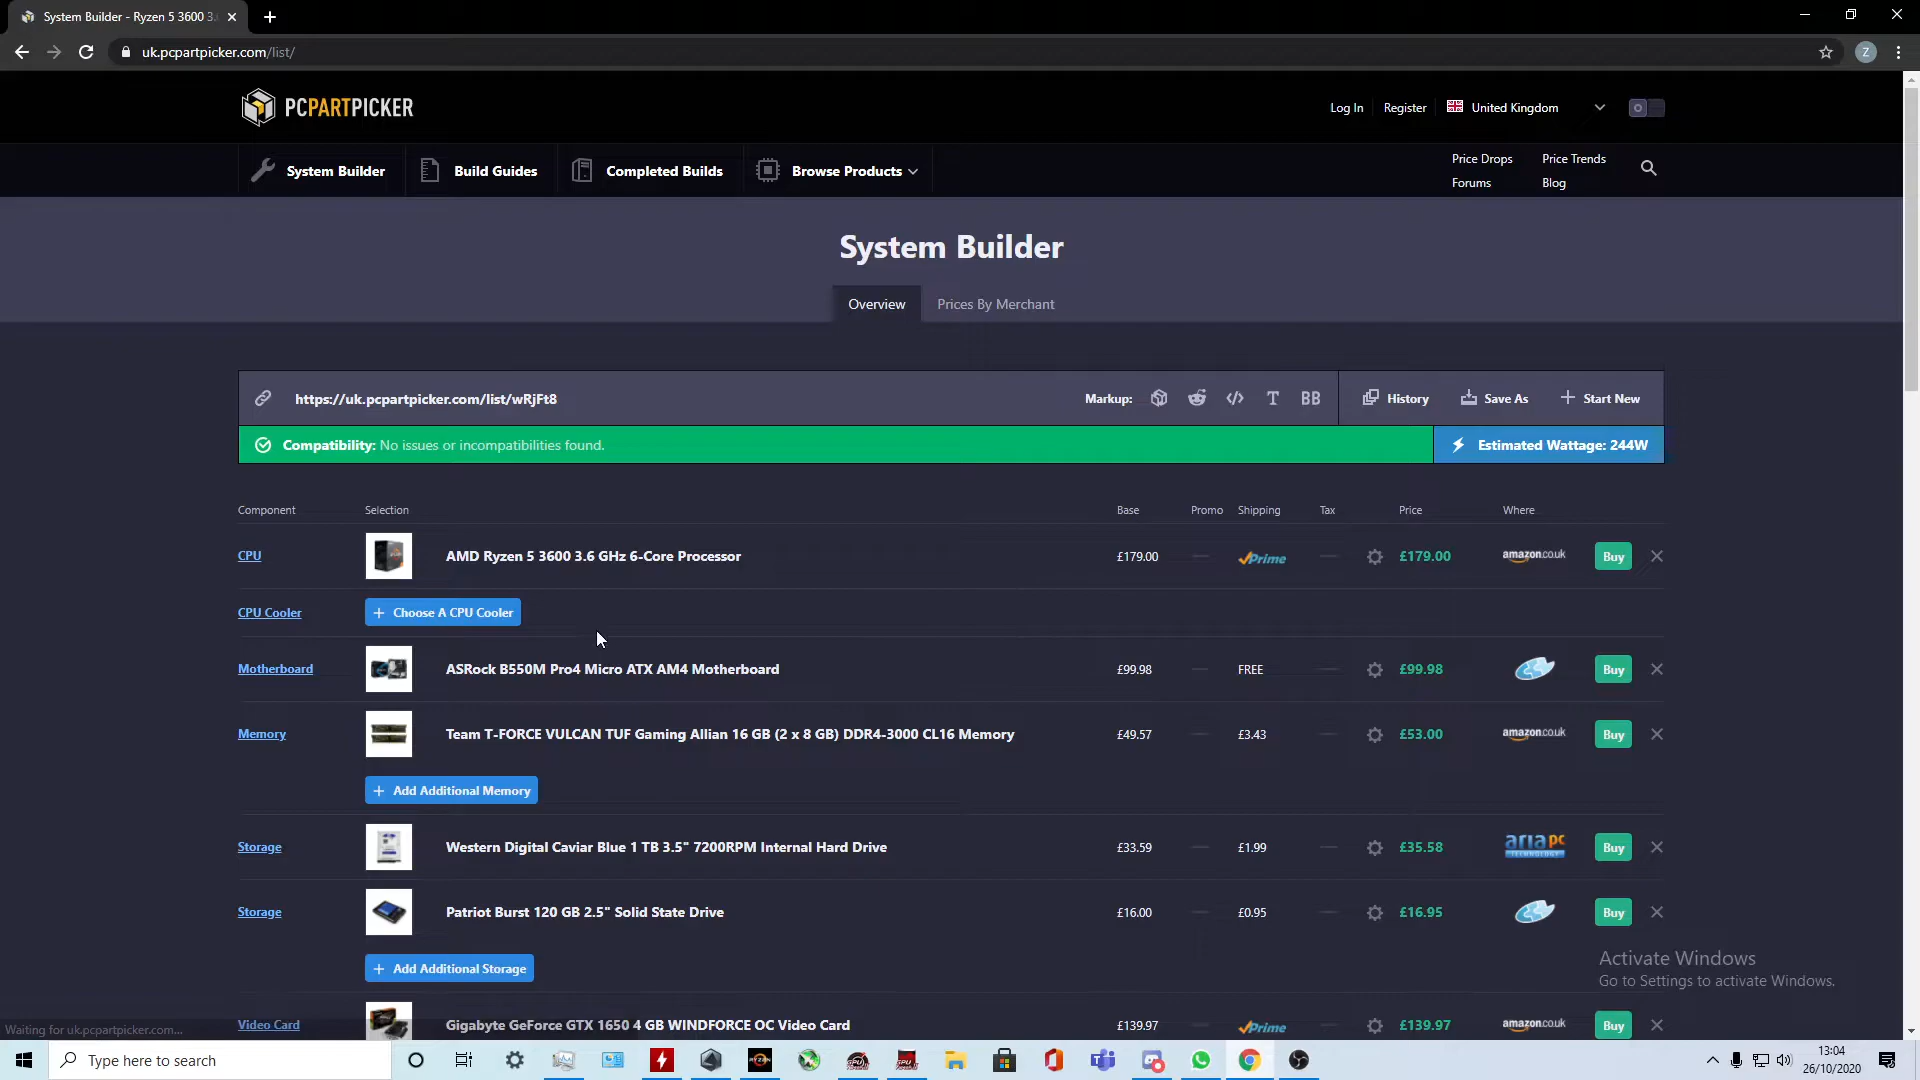 System Builder - Ryzen 5 3600 3.
uk.pcpartpicker.com/list/
Z
PCPARTPICKER
Log In
Register
United Kingdom
System Builder
Build Guides
Completed Builds
Browse Products
Price Drops
Price Trends
Forums
Blog
System Builder
Overview
Prices By Merchant
https://uk.pcpartpicker.com/list/wRjFt8
Markup:
T
BB
History
Save As
Start New
Compatibility: No issues or incompatibilities found.
Estimated Wattage: 244W
Component Selection Base Promo Shipping Tax Price Where
CPU AMD Ryzen 5 3600 3.6 GHz 6-Core Processor £179.00 Prime £179.00 amazon.co.uk Buy
CPU Cooler + Choose A CPU Cooler
Motherboard ASRock B550M Pro4 Micro ATX AM4 Motherboard £99.98 FREE £99.98 Buy
Memory Team T-FORCE VULCAN TUF Gaming Allian 16 GB (2 x 8 GB) DDR4-3000 CL16 Memory £49.57 £3.43 £53.00 amazon.co.uk Buy
+ Add Additional Memory
Storage Western Digital Caviar Blue 1 TB 3.5" 7200RPM Internal Hard Drive £33.59 £1.99 £35.58 aria pc TECHNOLOGY Buy
Storage Patriot Burst 120 GB 2.5" Solid State Drive £16.00 £0.95 £16.95 Buy
+ Add Additional Storage
Activate Windows
Go to Settings to activate Windows.
Video Card Gigabyte GeForce GTX 1650 4 GB WINDFORCE OC Video Card £139.97 Prime £139.97 amazon.co.uk Buy
Waiting for uk.pcpartpicker.com...
Type here to search
13:04
26/10/2020